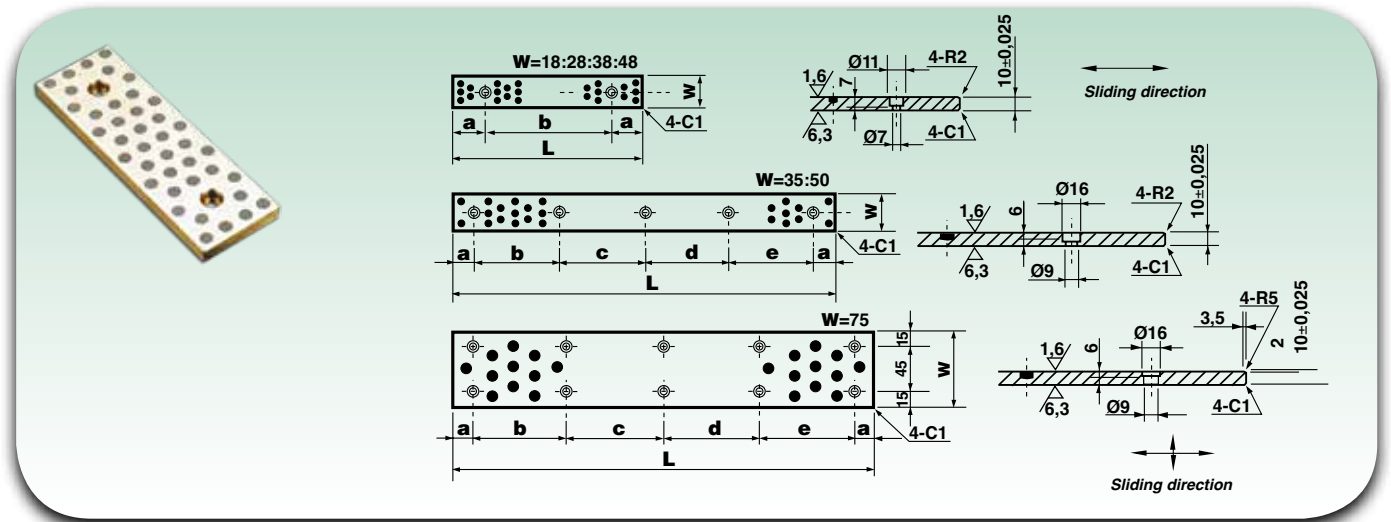 W=18:28:38:48
W
a b a
4-C1
L
Ø11
4-R2
10±0,025
1,6
7
6,3
Ø7
4-C1
Sliding direction
W=35:50
W
4-C1
a b c d e a
L
Ø16
4-R2
10±0,025
1,6
6
6,3
Ø9
4-C1
W=75
15
45
15
W
4-C1
a b c d e a
L
4-R5
3,5
2
10±0,025
Ø16
1,6
6
6,3
Ø9
4-C1
Sliding direction